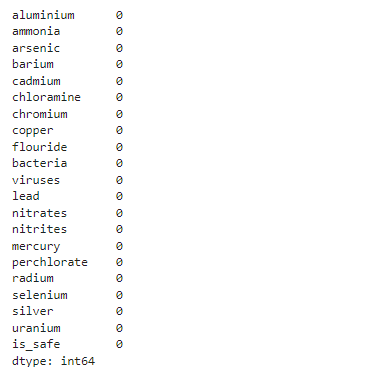 aluminium 0
ammonia 0
arsenic 0
barium 0
cadmium 0
chloramine 0
chromium 0
copper 0
flouride 0
bacteria 0
viruses 0
lead 0
nitrates 0
nitrites 0
mercury 0
perchlorate 0
radium 0
selenium 0
silver 0
uranium 0
is_safe 0
dtype: int64